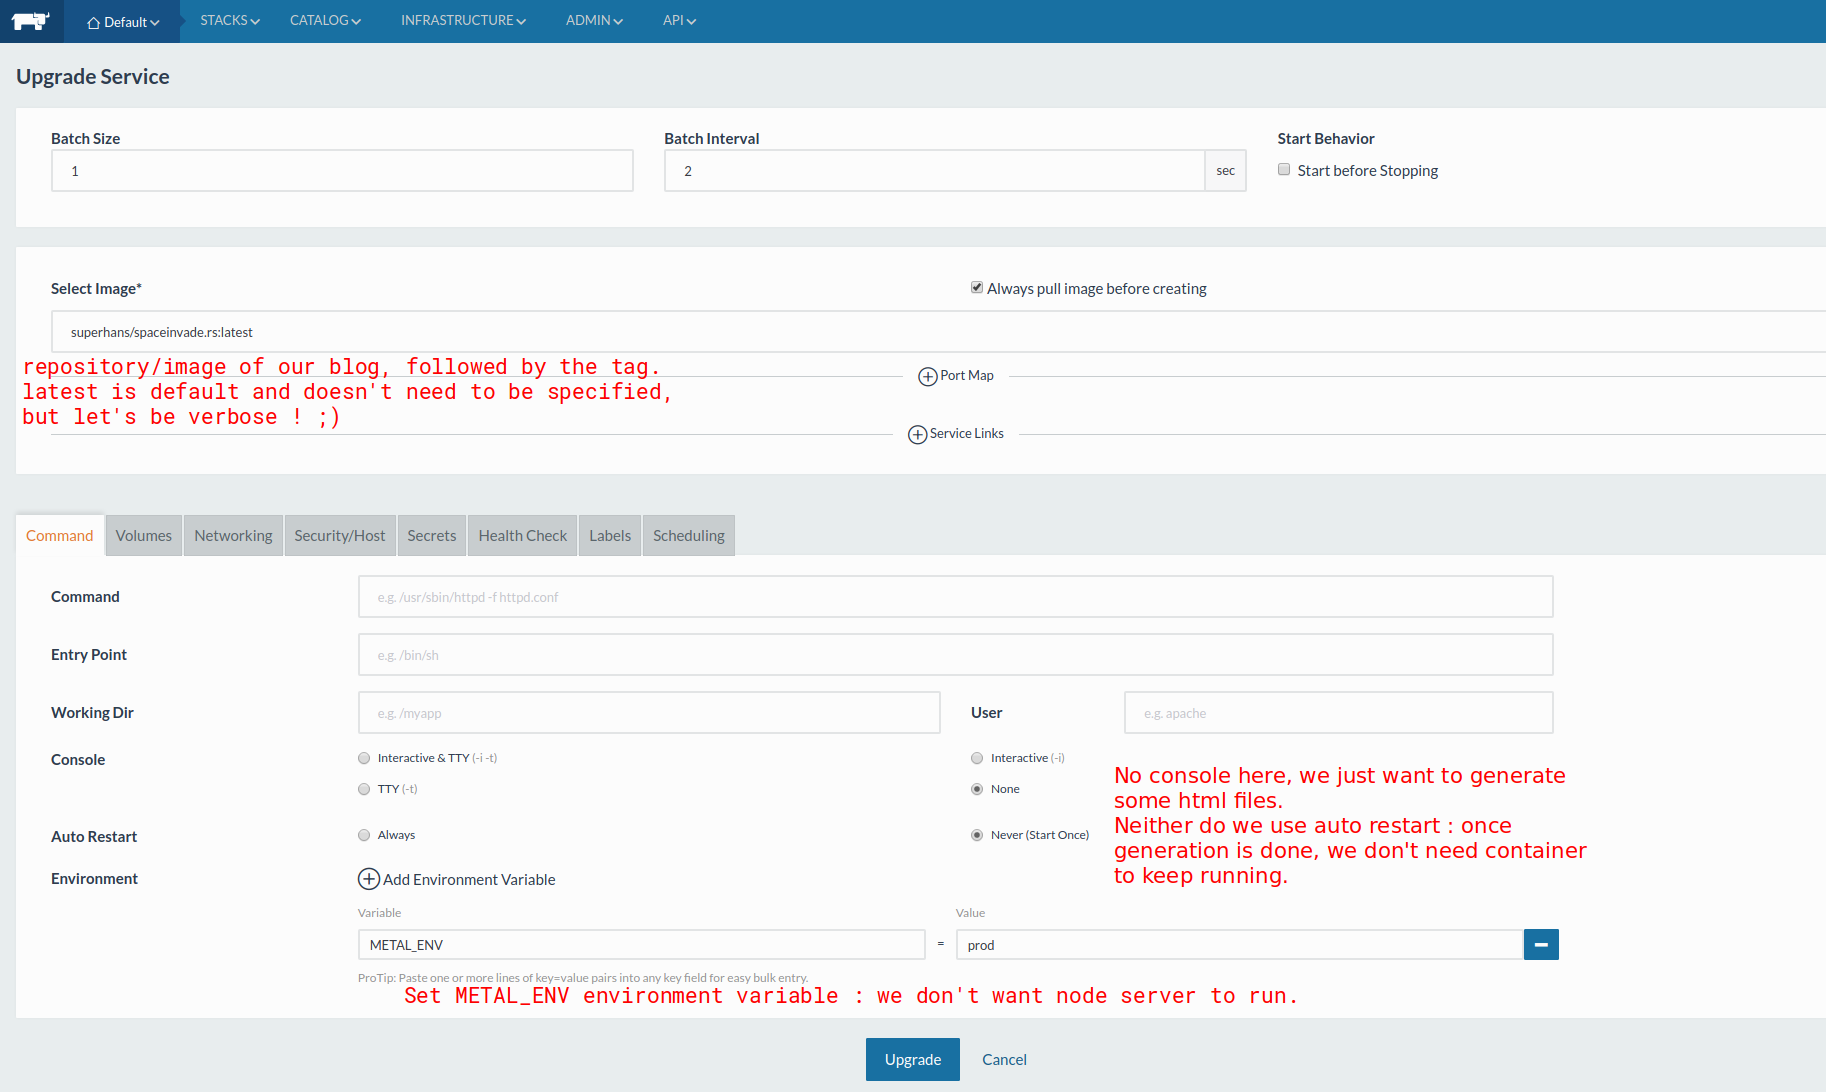 Default STACKS CATALOG INFRASTRUCTURE ADMIN API
Upgrade Service
Batch Size Batch Interval Start Behavior
1 2 sec Start before Stopping
Select Image* Always pull image before creating
superhans/spaceinvade.rs:latest
repository/image of our blog, followed by the tag.
Port Map
latest is default and doesn't need to be specified,
but let's be verbose ! ;)
Service Links
Command Volumes Networking Security/Host Secrets Health Check Labels Scheduling
Command e.g. /usr/sbin/httpd -f httpd.conf
Entry Point e.g. /bin/sh
Working Dir e.g. /myapp User e.g. apache
Console Interactive & TTY (-i -t) Interactive (-i)
TTY (-t) None
No console here, we just want to generate
some html files.
Neither do we use auto restart : once
generation is done, we don't need container
to keep running.
Auto Restart Always Never (Start Once)
Environment Add Environment Variable
Variable Value
METAL_ENV = prod
ProTip: Paste one or more lines of key=value pairs into any key field for easy bulk entry.
Set METAL_ENV environment variable : we don't want node server to run.
Upgrade Cancel